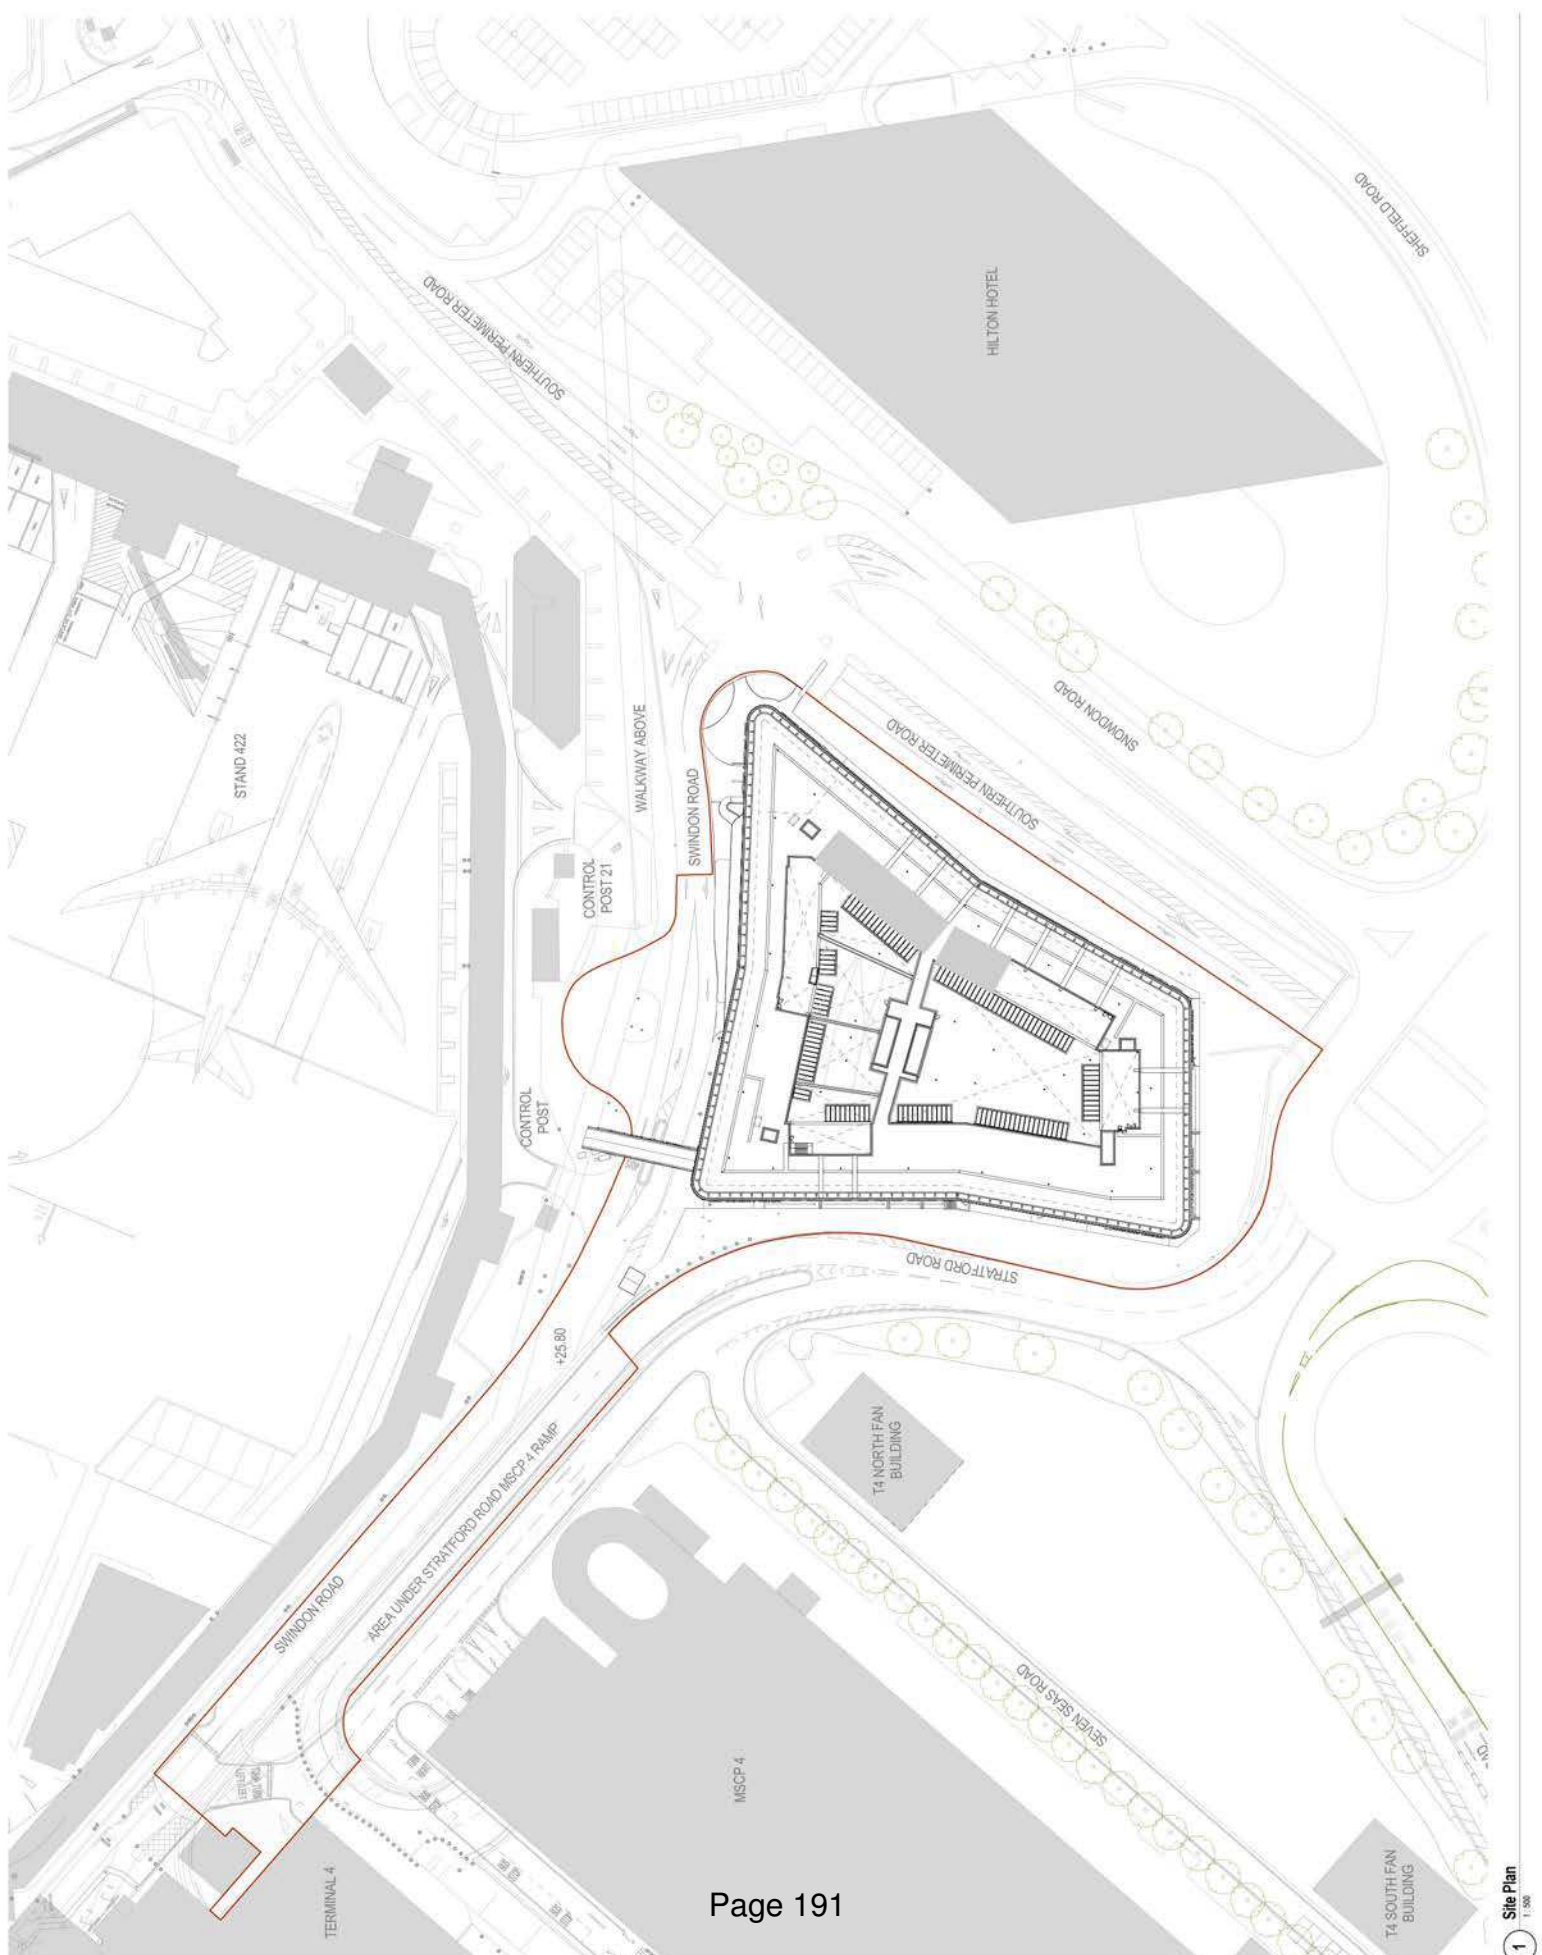 SHEFFIELD ROAD
HILTON HOTEL
SOUTHERN PERIMETER ROAD
STAND 422
WALKWAY ABOVE
SWINDON ROAD
SOUTHERN PERIMETER ROAD
SNOWDON ROAD
CONTROL
POST 21
CONTROL
POST
STRATFORD ROAD
+25.80
AREA UNDER STRATFORD ROAD MSCP 4 RAMP
SWINDON ROAD
T4 NORTH FAN
BUILDING
SEVEN SEAS ROAD
MSCP 4
TERMINAL 4
T4 SOUTH FAN
BUILDING
1
Site Plan
1 : 500
Page 191